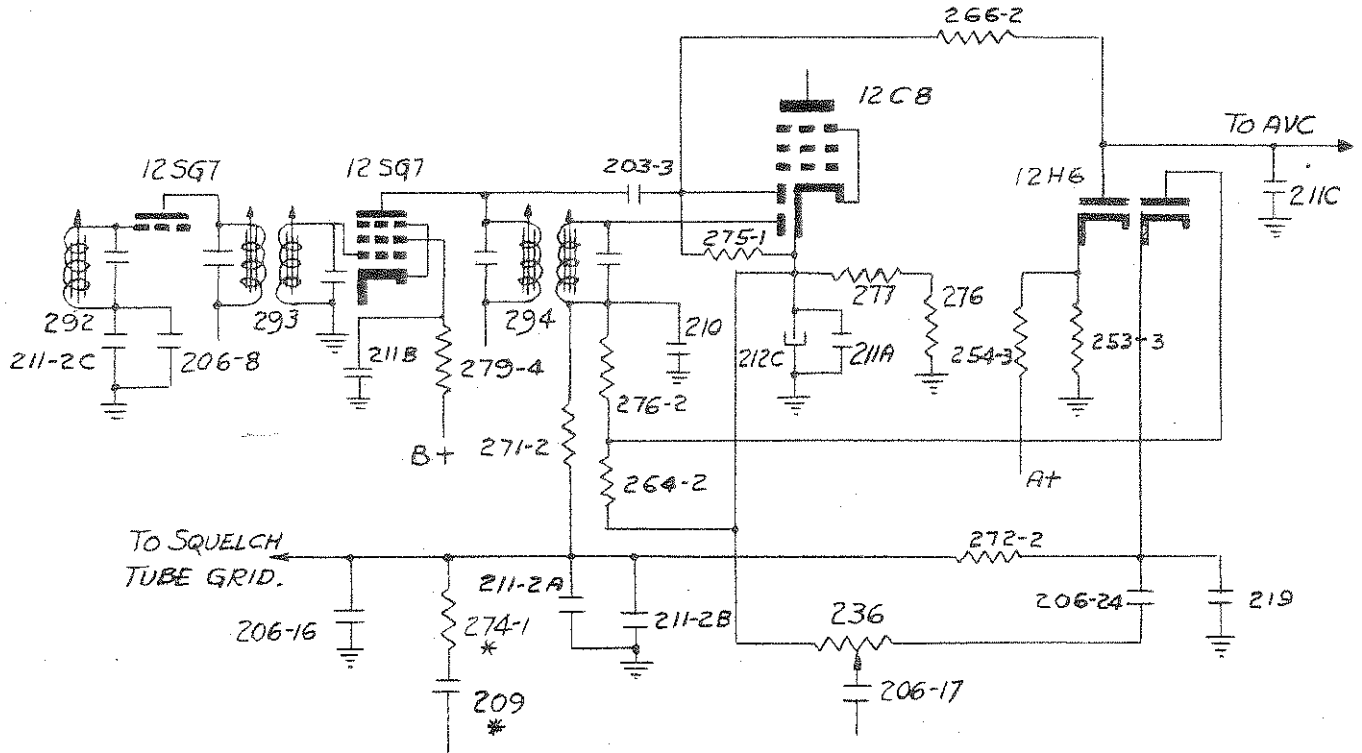 266-2
12C8
TO AVC
12SG7
12SG7
203-3
12H6
211C
275-1
277
276
292
293
294
210
211-2C
206-8
211B
279-4
212C
211A
254-3
253-3
276-2
B+
271-2
264-2
A+
TO SQUELCH
TUBE GRID.
272-2
211-2A
206-24
219
206-16
274-1
*
211-2B
236
209
*
206-17